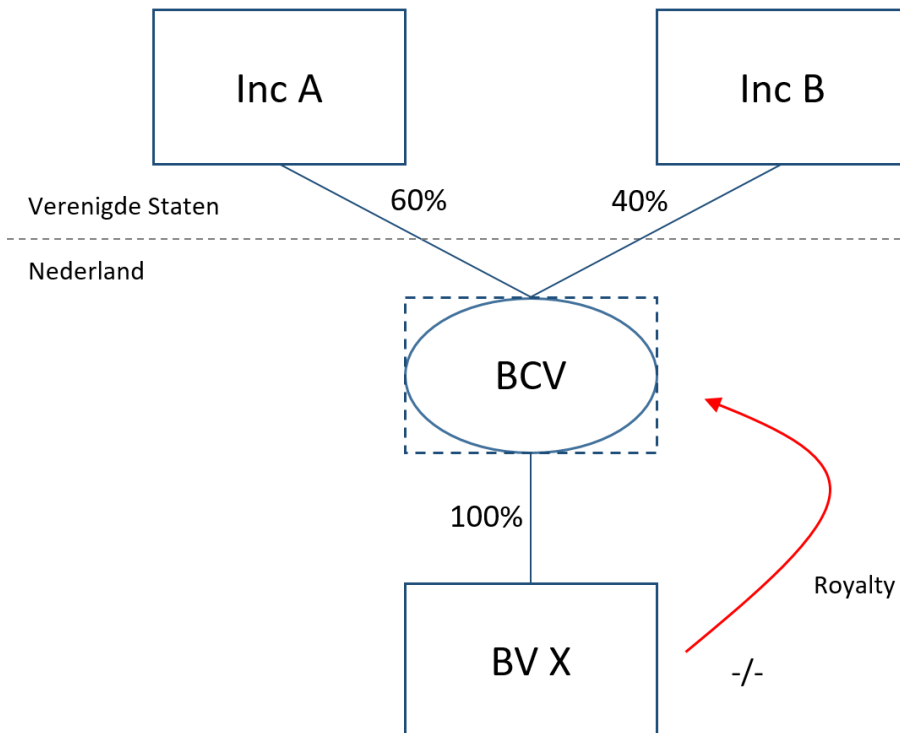 Inc A
Inc B
Verenigde Staten
60%
40%
Nederland
BCV
100%
Royalty
BV X
-/-